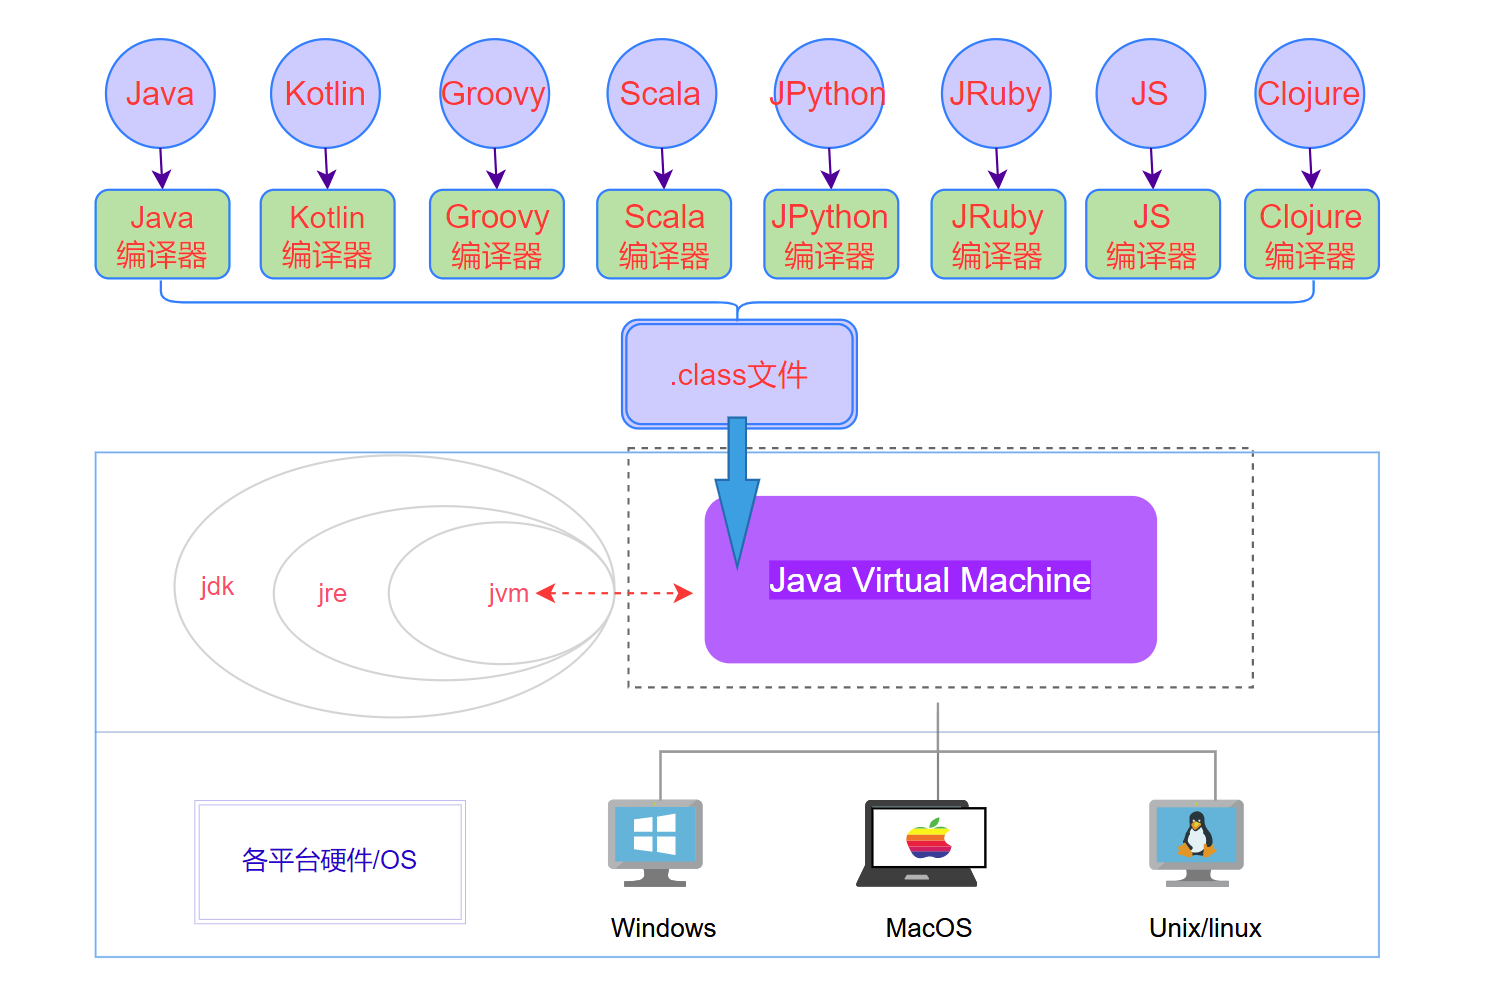 Java
Kotlin
Groovy
Scala
JPython
JRuby
JS
Clojure
Java
编译器
Kotlin
编译器
Groovy
编译器
Scala
编译器
JPython
编译器
JRuby
编译器
JS
编译器
Clojure
编译器
.class文件
jdk
jre
jvm
Java Virtual Machine
各平台硬件/OS
Windows
MacOS
Unix/linux